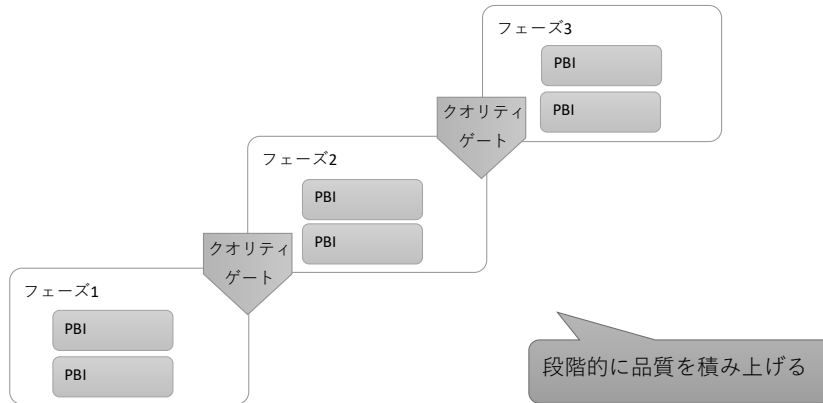 フェーズ3
PBI
PBI
クオリティ
ゲート
フェーズ2
PBI
PBI
クオリティ
ゲート
フェーズ1
PBI
PBI
段階的に品質を積み上げる